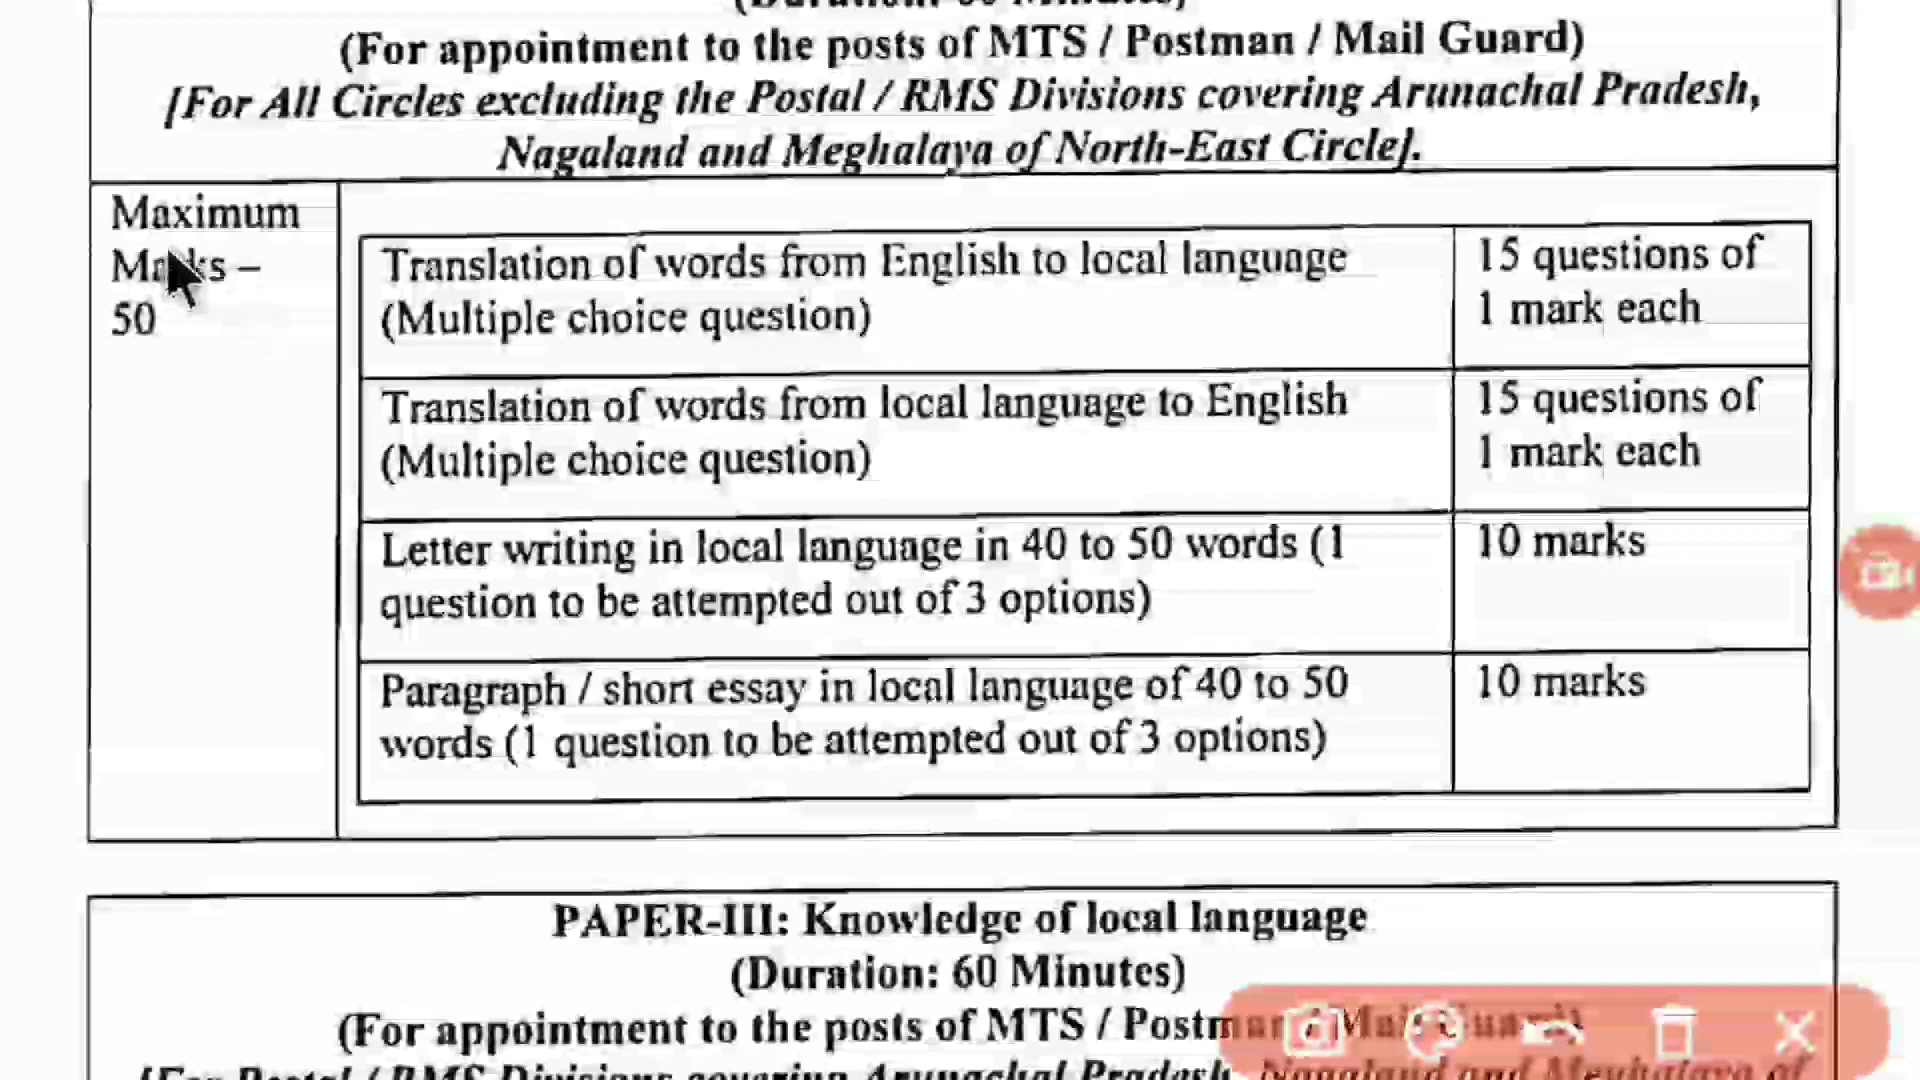 (For appointment to the posts of MTS / Postman / Mail Guard)
[For All Circles excluding the Postal / RMS Divisions covering Arunachal Pradesh,
Nagaland and Meghalaya of North-East Circle].
Maximum
Marks –
50
Translation of words from English to local language
(Multiple choice question)
15 questions of
1 mark each
Translation of words from local language to English
(Multiple choice question)
15 questions of
1 mark each
Letter writing in local language in 40 to 50 words (1
question to be attempted out of 3 options)
10 marks
Paragraph / short essay in local language of 40 to 50
words (1 question to be attempted out of 3 options)
10 marks
PAPER-III: Knowledge of local language
(Duration: 60 Minutes)
(For appointment to the posts of MTS / Postman / Mail Guard)